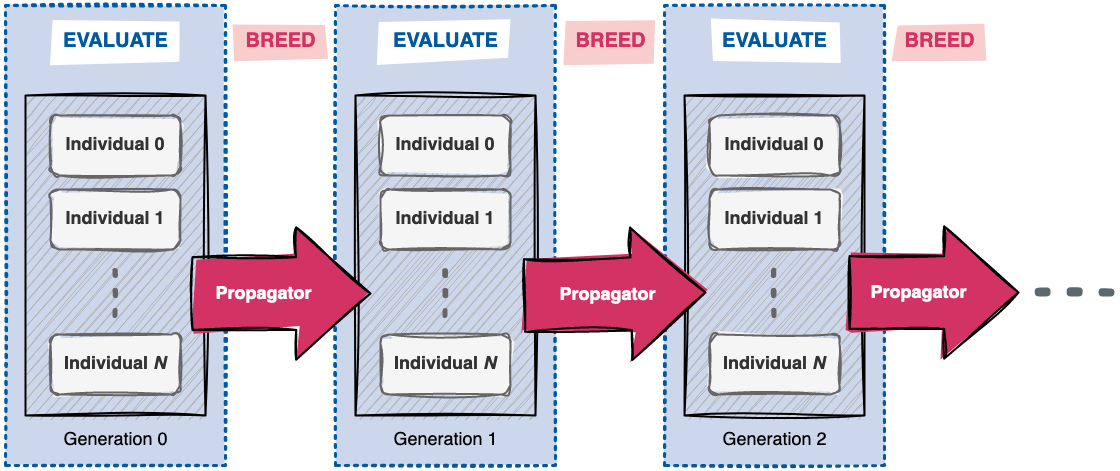 EVALUATE
BREED
EVALUATE
BREED
EVALUATE
BREED
Individual 0
Individual 1
Individual N
Generation 0
Propagator
Individual 0
Individual 1
Individual N
Generation 1
Propagator
Individual 0
Individual 1
Individual N
Generation 2
Propagator